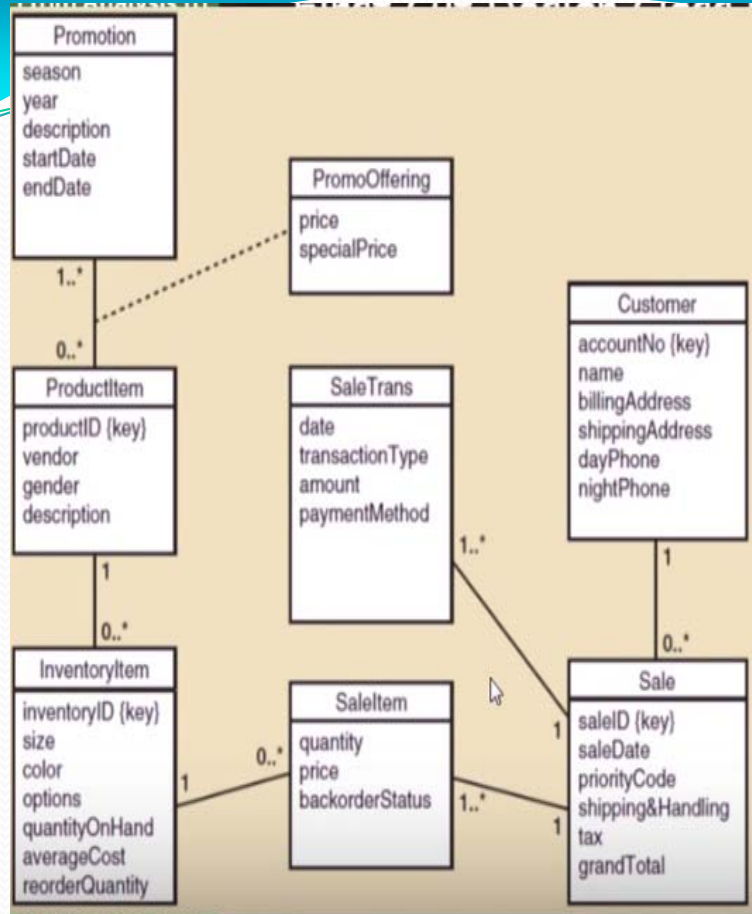 Promotion
season
year
description
startDate
endDate
1..*
0..*
PromoOffering
price
specialPrice
ProductItem
productID {key}
vendor
gender
description
1
0..*
SaleTrans
date
transactionType
amount
paymentMethod
1..*
1
Customer
accountNo {key}
name
billingAddress
shippingAddress
dayPhone
nightPhone
1
0..*
InventoryItem
inventoryID {key}
size
color
options
quantityOnHand
averageCost
reorderQuantity
1
0..*
SaleItem
quantity
price
backorderStatus
1..*
1
Sale
saleID {key}
saleDate
priorityCode
shipping&Handling
tax
grandTotal